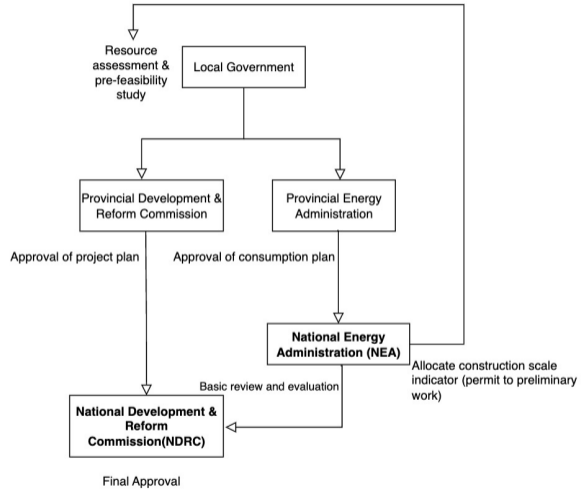 Resource
assessment &
pre-feasibility
study
Local Government
Provincial Development &
Reform Commission
Provincial Energy
Administration
Approval of project plan
Approval of consumption plan
National Energy
Administration (NEA)
Allocate construction scale
indicator (permit to preliminary
work)
Basic review and evaluation
National Development &
Reform
Commission(NDRC)
Final Approval